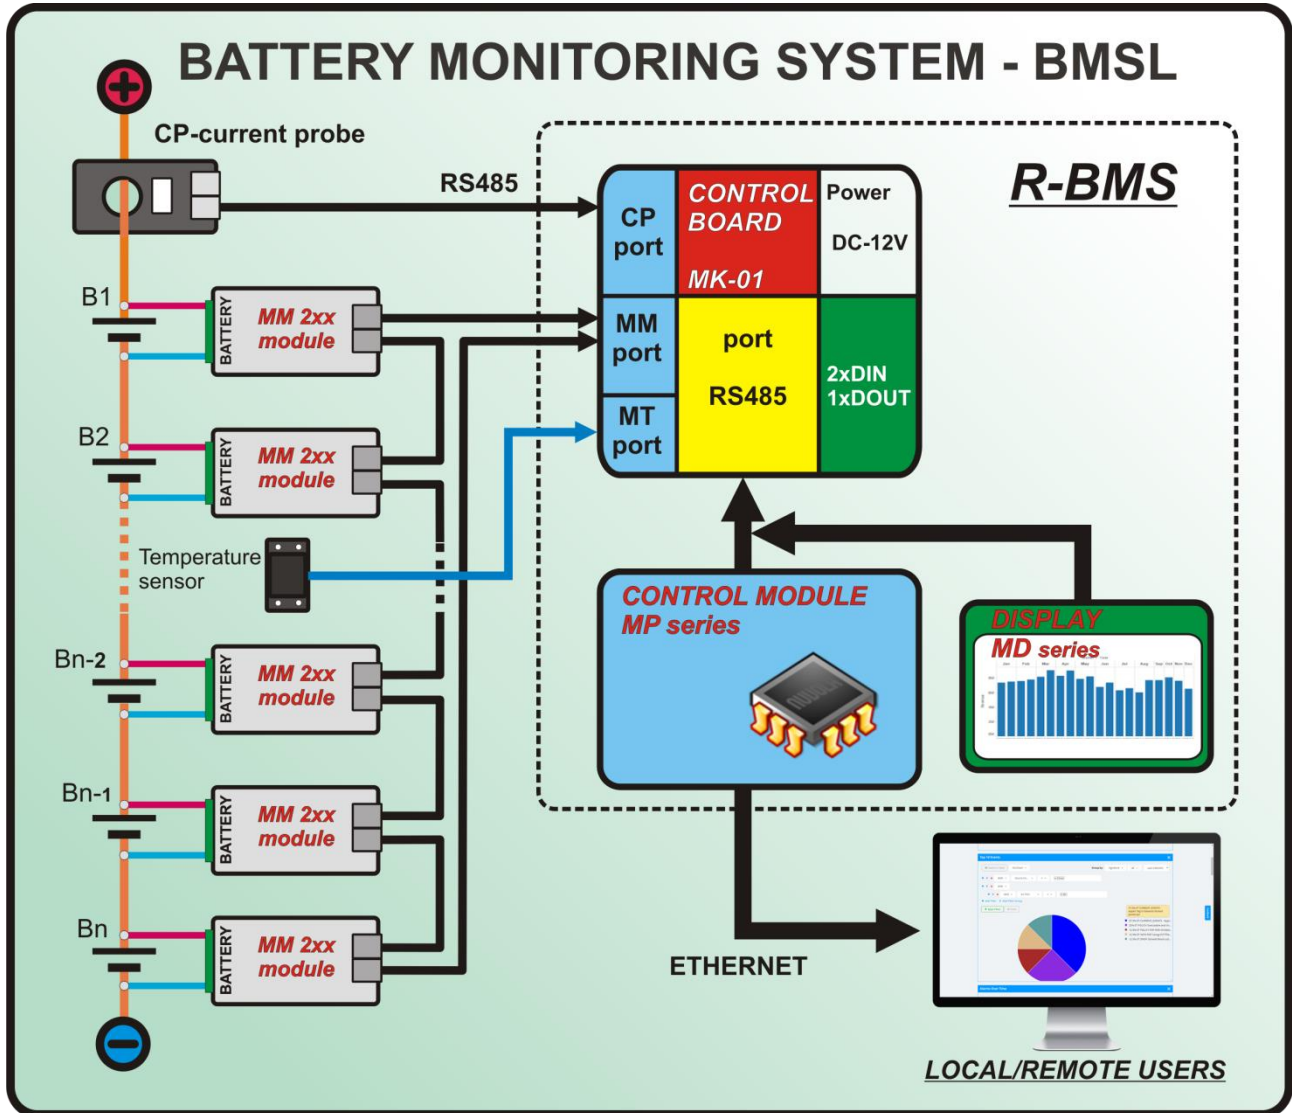 BATTERY MONITORING SYSTEM - BMSL
CP-current probe
RS485
R-BMS
CP
port
CONTROL
BOARD
MK-01
Power
DC-12V
MM
port
port
RS485
2xDIN
1xDOUT
MT
port
B1
BATTERY
MM 2xx
module
B2
BATTERY
MM 2xx
module
Temperature
sensor
Bn-2
BATTERY
MM 2xx
module
Bn-1
BATTERY
MM 2xx
module
Bn
BATTERY
MM 2xx
module
CONTROL MODULE
MP series
DISPLAY
MD series
ETHERNET
LOCAL/REMOTE USERS